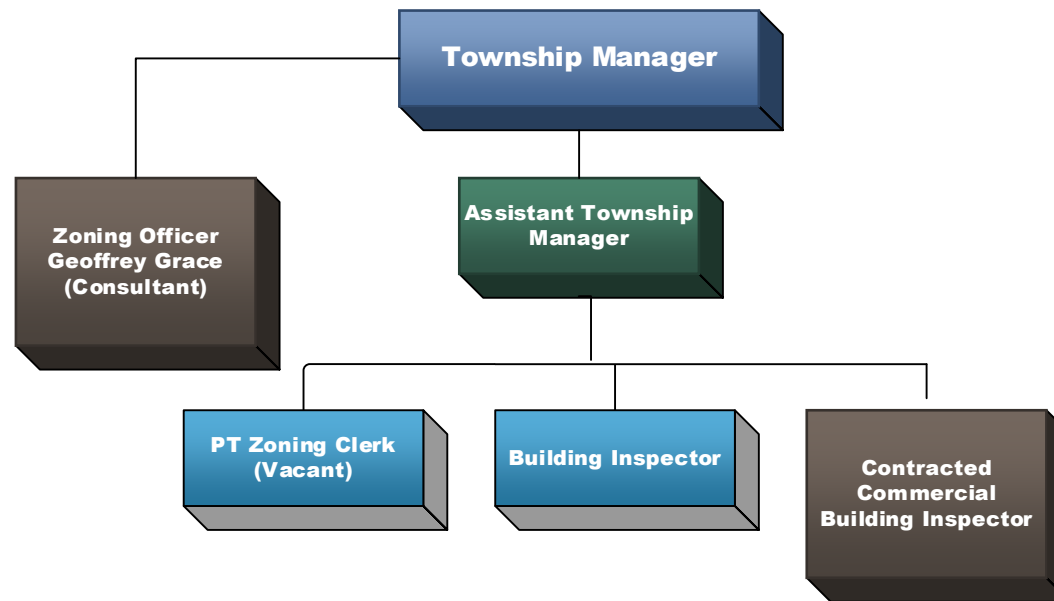 Township Manager
Zoning Officer
Geoffrey Grace
(Consultant)
Assistant Township
Manager
PT Zoning Clerk
(Vacant)
Building Inspector
Contracted
Commercial
Building Inspector